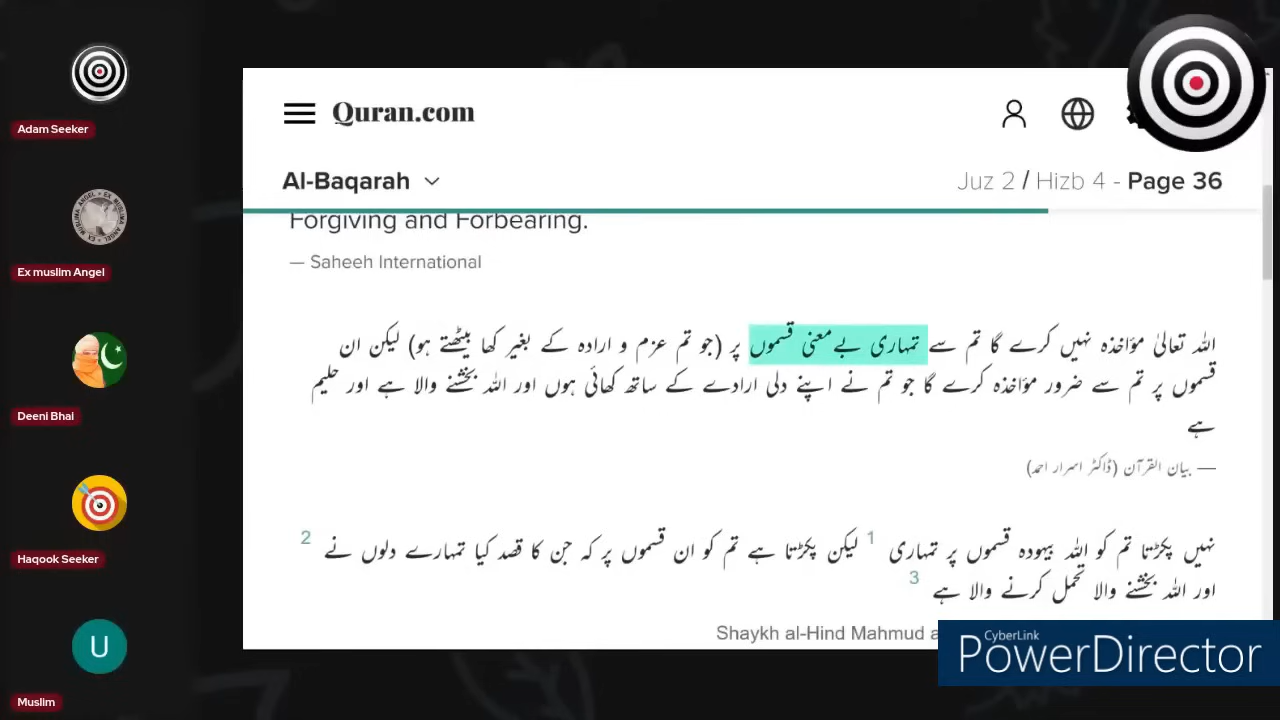 Adam Seeker
Ex muslim Angel
Deeni Bhai
Haqook Seeker
U
Muslim
Quran.com
Al-Baqarah
Juz 2 / Hizb 4 - Page 36
Forgiving and Forbearing.
— Saheeh International
اللہ تعالیٰ مؤاخذہ نہیں کرے گا تم سے تمہاری بےمعنی قسموں پر (جو تم عزم و ارادہ کے بغیر کھا بیٹھتے ہو) لیکن ان
قسموں پر تم سے ضرور مؤاخذہ کرے گا جو تم نے اپنے دلی ارادے کے ساتھ کھائی ہوں اور اللہ بخشنے والا ہے اور حلیم
ہے
— بیان القرآن (ڈاکٹر اسرار احمد)
نہیں پکڑتا تم کو اللہ بیہودہ قسموں پر تمہاری 1 لیکن پکڑتا ہے تم کو ان قسموں پر کہ جن کا قصد کیا تمہارے دلوں نے 2
اور اللہ بخشنے والا تحمل کرنے والا ہے 3
Shaykh al-Hind Mahmud a
CyberLink
PowerDirector